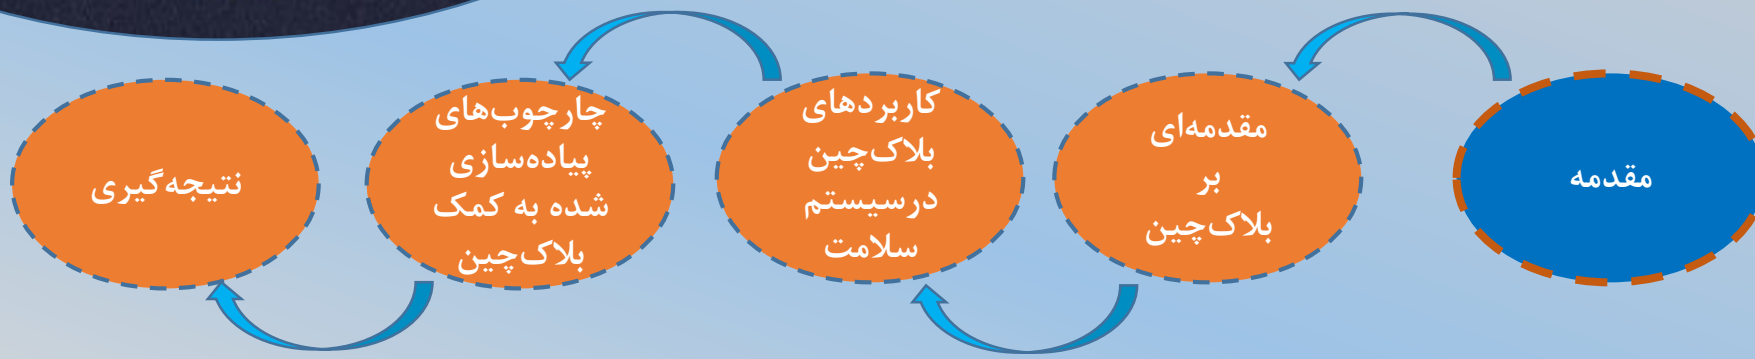 مقدمه
مقدمه‌ای
بر
بلاک‌چین
کاربردهای
بلاک‌چین
درسیستم
سلامت
چارچوب‌های
پیاده‌سازی
شده به کمک
بلاک‌چین
نتیجه‌گیری